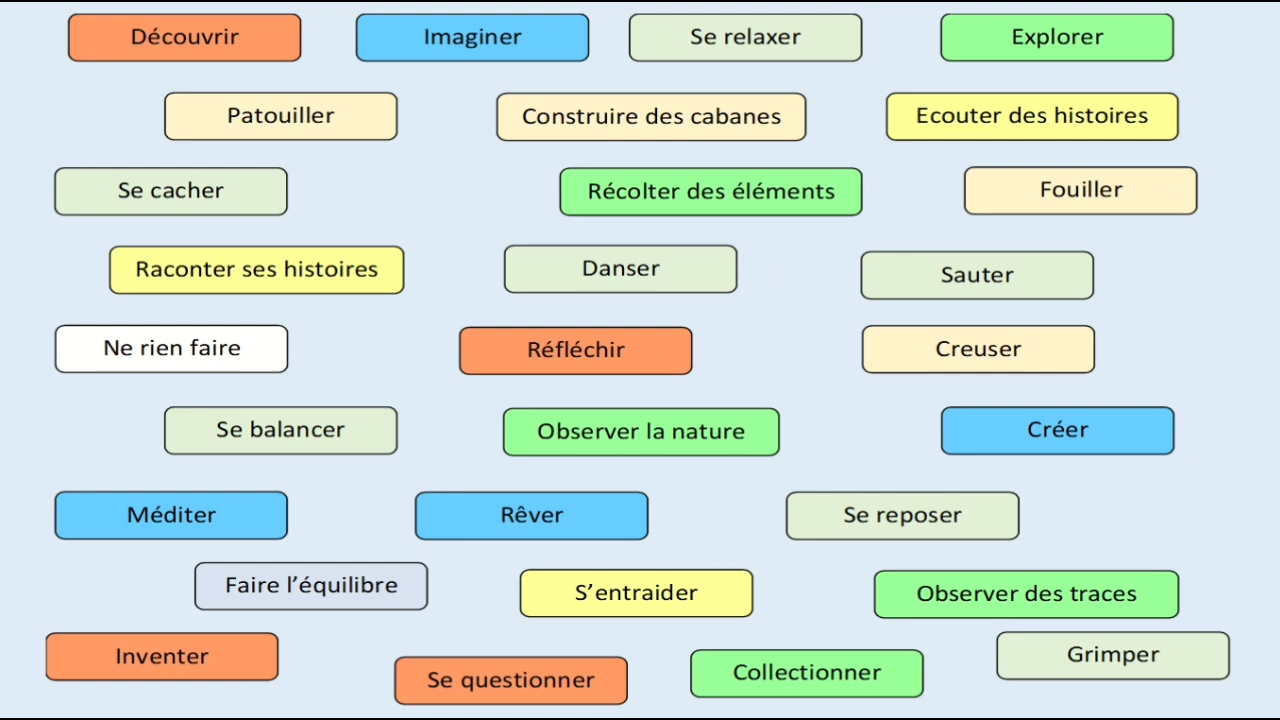 Découvrir
Imaginer
Se relaxer
Explorer
Patouiller
Construire des cabanes
Ecouter des histoires
Se cacher
Récolter des éléments
Fouiller
Raconter ses histoires
Danser
Sauter
Ne rien faire
Réfléchir
Creuser
Se balancer
Observer la nature
Créer
Méditer
Rêver
Se reposer
Faire l’équilibre
S’entraider
Observer des traces
Inventer
Se questionner
Collectionner
Grimper